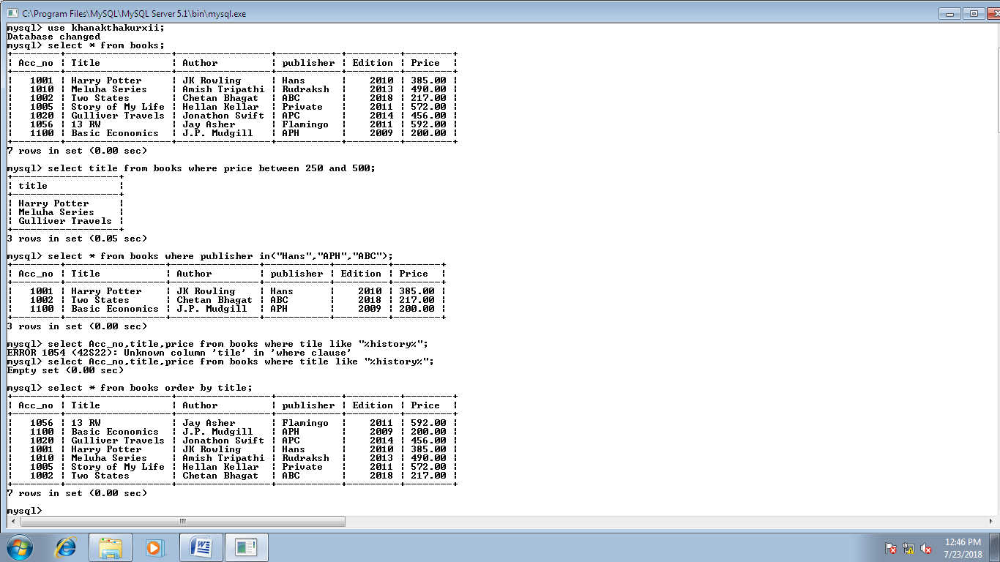 C:\Program Files\MySQL\MySQL Server 5.1\bin\mysql.exe
mysql> use khanakthakurxii;
Database changed
mysql> select * from books;
+--------+------------------+-----------------+-----------+---------+--------+
| Acc_no | Title            | Author          | publisher | Edition | Price  |
+--------+------------------+-----------------+-----------+---------+--------+
|   1001 | Harry Potter     | JK Rowling      | Hans      |    2010 | 385.00 |
|   1010 | Meluha Series    | Amish Tripathi  | Rudraksh  |    2013 | 490.00 |
|   1002 | Two States       | Chetan Bhagat   | ABC       |    2018 | 217.00 |
|   1005 | Story of My Life | Hellan Kellar   | Private   |    2011 | 572.00 |
|   1020 | Gulliver Travels | Jonathon Swift  | APC       |    2014 | 456.00 |
|   1056 | 13 RW            | Jay Asher       | Flamingo  |    2011 | 592.00 |
|   1100 | Basic Economics  | J.P. Mudgill    | APH       |    2009 | 200.00 |
+--------+------------------+-----------------+-----------+---------+--------+
7 rows in set (0.00 sec)
mysql> select title from books where price between 250 and 500;
+------------------+
| title            |
+------------------+
| Harry Potter     |
| Meluha Series    |
| Gulliver Travels |
+------------------+
3 rows in set (0.05 sec)
mysql> select * from books where publisher in("Hans","APH","ABC");
+--------+-----------------+---------------+-----------+---------+--------+
| Acc_no | Title           | Author        | publisher | Edition | Price  |
+--------+-----------------+---------------+-----------+---------+--------+
|   1001 | Harry Potter    | JK Rowling    | Hans      |    2010 | 385.00 |
|   1002 | Two States      | Chetan Bhagat | ABC       |    2018 | 217.00 |
|   1100 | Basic Economics | J.P. Mudgill  | APH       |    2009 | 200.00 |
+--------+-----------------+---------------+-----------+---------+--------+
3 rows in set (0.00 sec)
mysql> select Acc_no,title,price from books where tile like "%history%";
ERROR 1054 (42S22): Unknown column 'tile' in 'where clause'
mysql> select Acc_no,title,price from books where title like "%history%";
Empty set (0.00 sec)
mysql> select * from books order by title;
+--------+------------------+-----------------+-----------+---------+--------+
| Acc_no | Title            | Author          | publisher | Edition | Price  |
+--------+------------------+-----------------+-----------+---------+--------+
|   1056 | 13 RW            | Jay Asher       | Flamingo  |    2011 | 592.00 |
|   1100 | Basic Economics  | J.P. Mudgill    | APH       |    2009 | 200.00 |
|   1020 | Gulliver Travels | Jonathon Swift  | APC       |    2014 | 456.00 |
|   1001 | Harry Potter     | JK Rowling      | Hans      |    2010 | 385.00 |
|   1010 | Meluha Series    | Amish Tripathi  | Rudraksh  |    2013 | 490.00 |
|   1005 | Story of My Life | Hellan Kellar   | Private   |    2011 | 572.00 |
|   1002 | Two States       | Chetan Bhagat   | ABC       |    2018 | 217.00 |
+--------+------------------+-----------------+-----------+---------+--------+
7 rows in set (0.00 sec)
mysql>
12:46 PM
7/23/2018